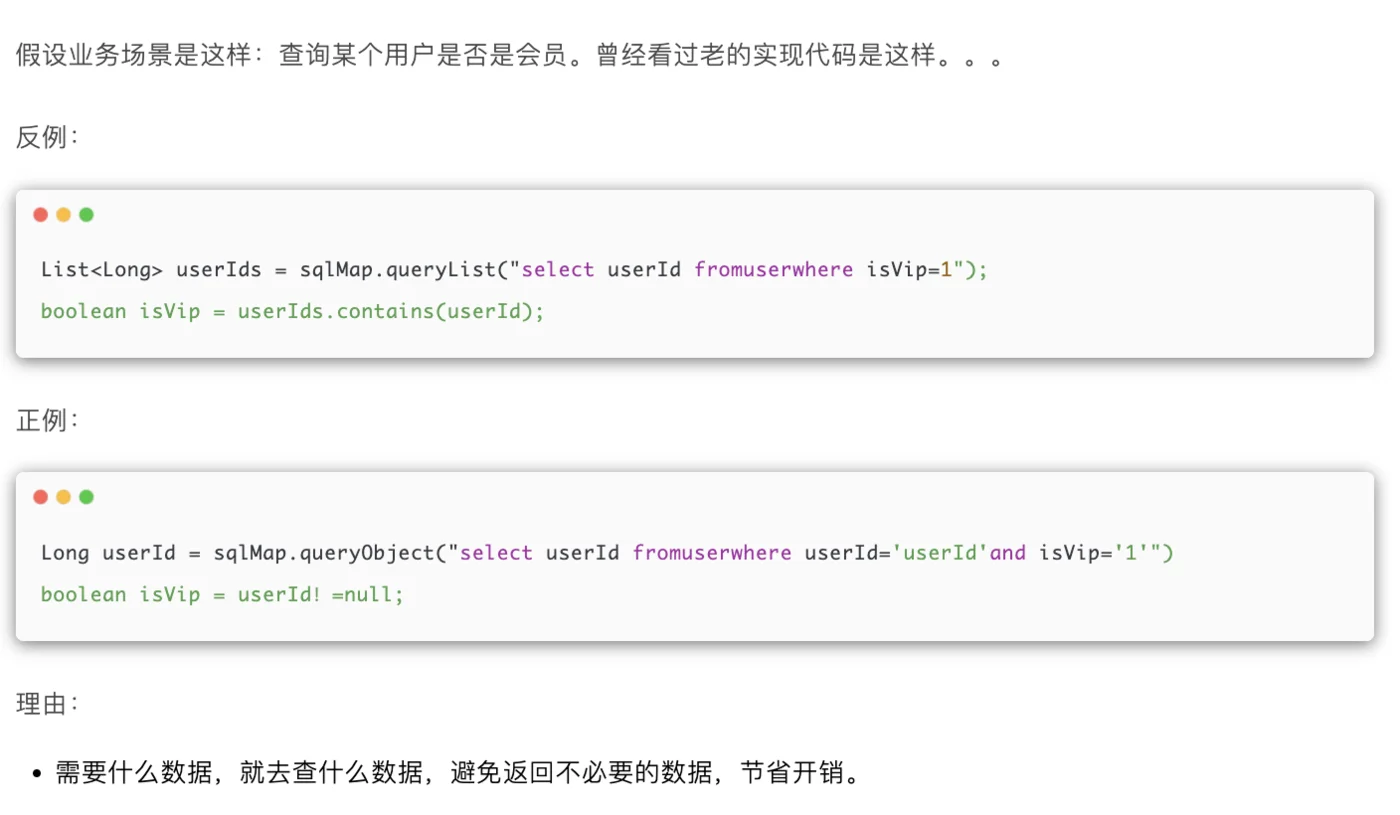 假设业务场景是这样：查询某个用户是否是会员。曾经看过老的实现代码是这样。。。
反例：
List<Long> userIds = sqlMap.queryList("select userId fromuserwhere isVip=1");
boolean isVip = userIds.contains(userId);
正例：
Long userId = sqlMap.queryObject("select userId fromuserwhere userId='userId'and isVip='1'")
boolean isVip = userId! =null;
理由：
• 需要什么数据，就去查什么数据，避免返回不必要的数据，节省开销。